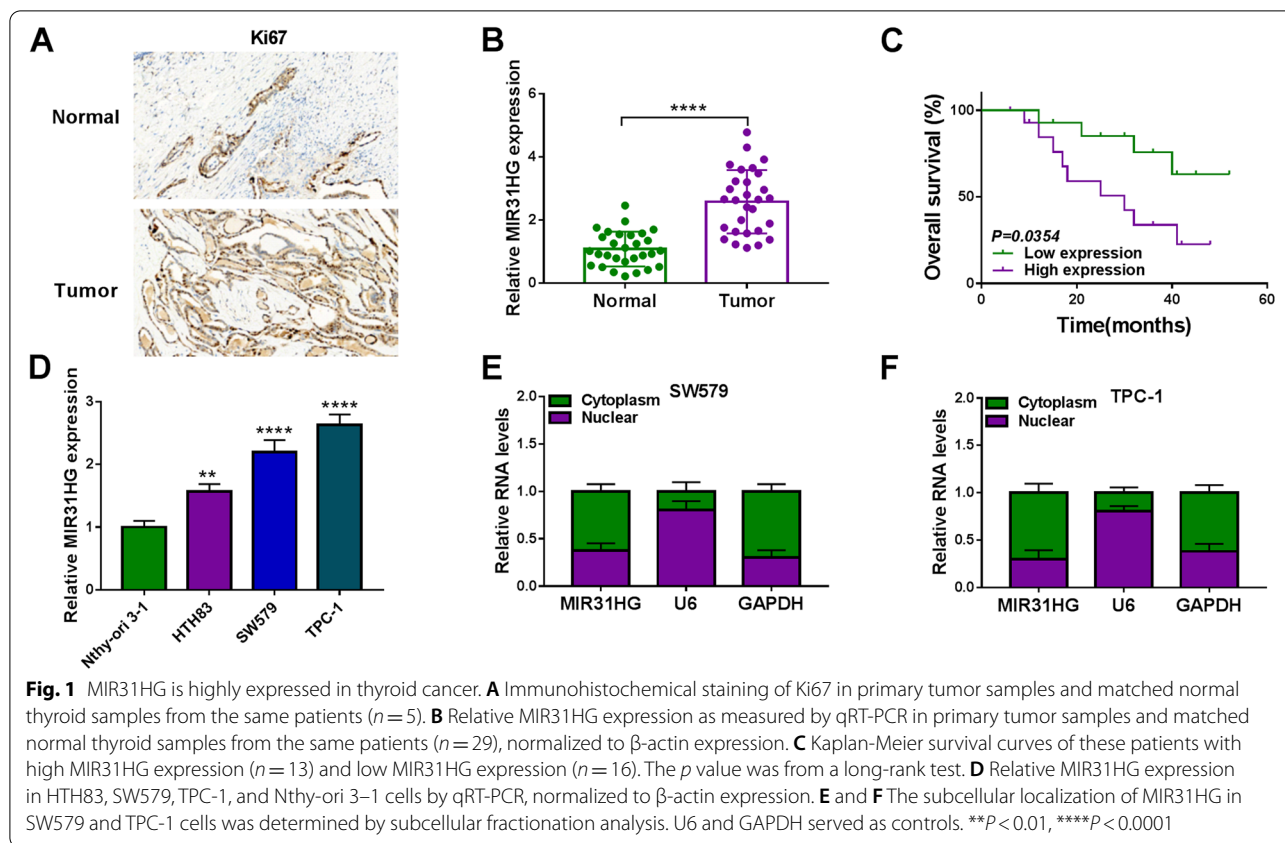 A
Ki67
Normal
Tumor
B
Relative MIR31HG expression
6
4
2
0
****
Normal
Tumor
C
Overall survival (%)
100
50
0
P=0.0354
Low expression
High expression
0
20
40
60
Time(months)
D
Relative MIR31HG expression
3
2
1
0
**
****
****
Nthy-ori 3-1
HTH83
SW579
TPC-1
E
SW579
Cytoplasm
Nuclear
Relative RNA levels
2.0
1.5
1.0
0.5
0.0
MIR31HG
U6
GAPDH
F
TPC-1
Cytoplasm
Nuclear
Relative RNA levels
2.0
1.5
1.0
0.5
0.0
MIR31HG
U6
GAPDH
Fig. 1 MIR31HG is highly expressed in thyroid cancer. A Immunohistochemical staining of Ki67 in primary tumor samples and matched normal
thyroid samples from the same patients (n = 5). B Relative MIR31HG expression as measured by qRT-PCR in primary tumor samples and matched
normal thyroid samples from the same patients (n = 29), normalized to β-actin expression. C Kaplan-Meier survival curves of these patients with
high MIR31HG expression (n = 13) and low MIR31HG expression (n = 16). The p value was from a long-rank test. D Relative MIR31HG expression
in HTH83, SW579, TPC-1, and Nthy-ori 3–1 cells by qRT-PCR, normalized to β-actin expression. E and F The subcellular localization of MIR31HG in
SW579 and TPC-1 cells was determined by subcellular fractionation analysis. U6 and GAPDH served as controls. **P < 0.01, ****P < 0.0001